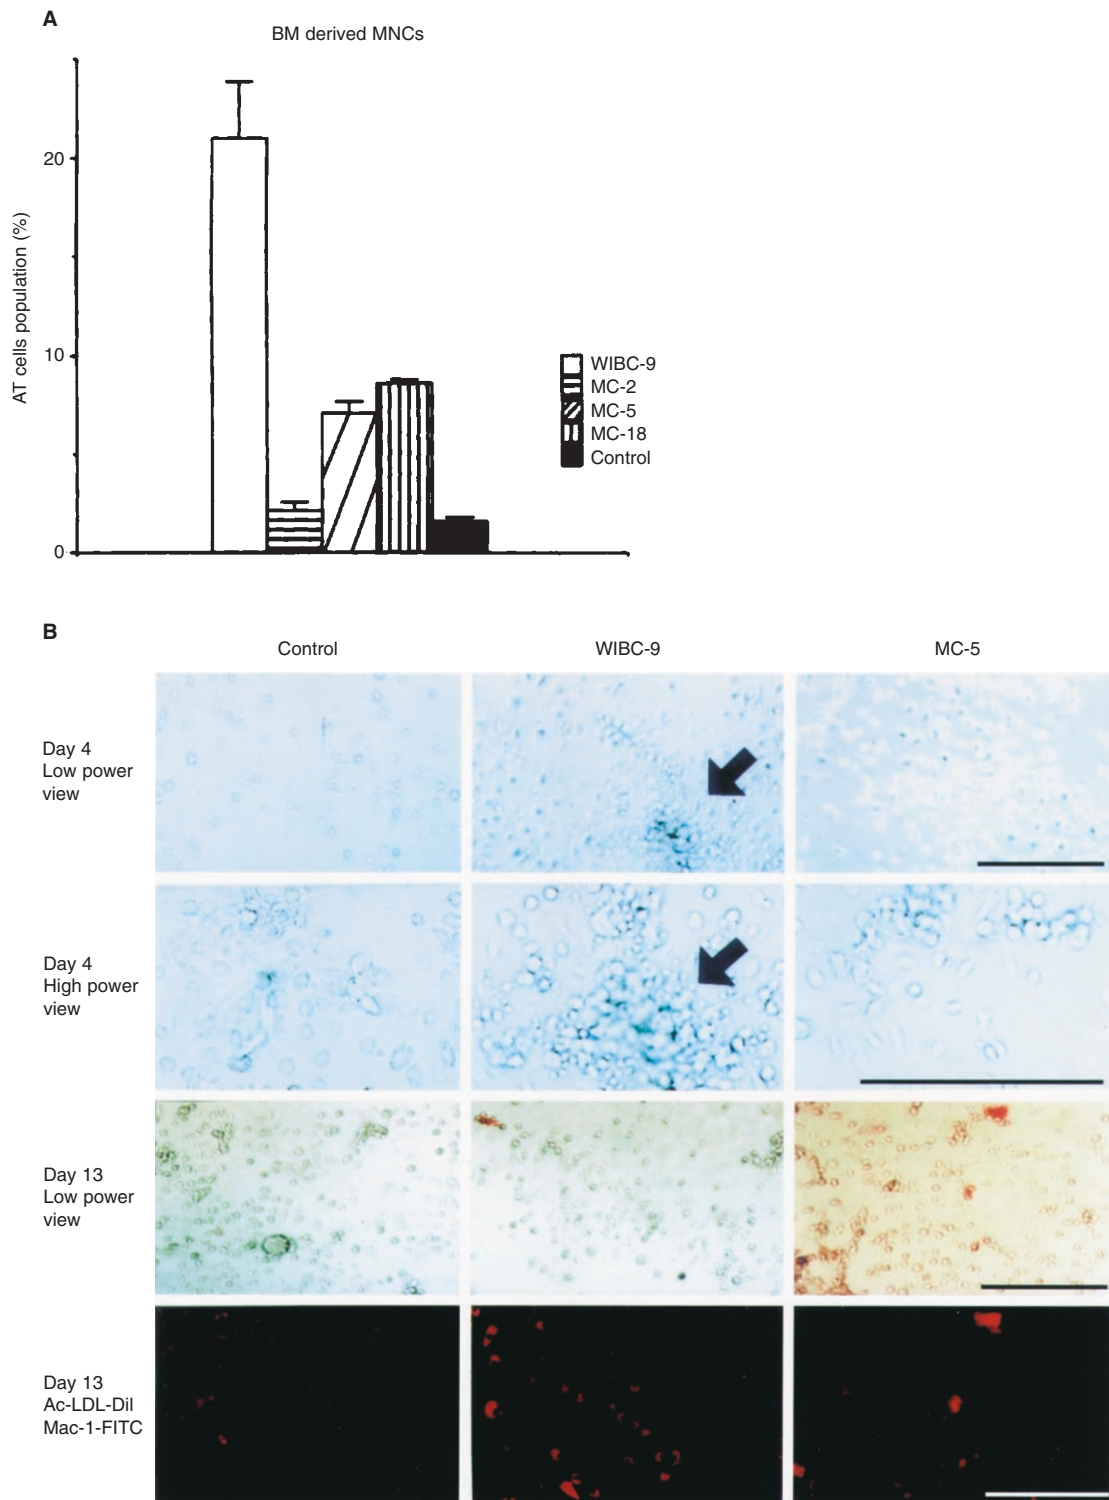 A
BM derived MNCs
20
10
0
AT cells population (%)
WIBC-9
MC-2
MC-5
MC-18
Control
B
Control
WIBC-9
MC-5
Day 4
Low power
view
Day 4
High power
view
Day 13
Low power
view
Day 13
Ac-LDL-Dil
Mac-1-FITC